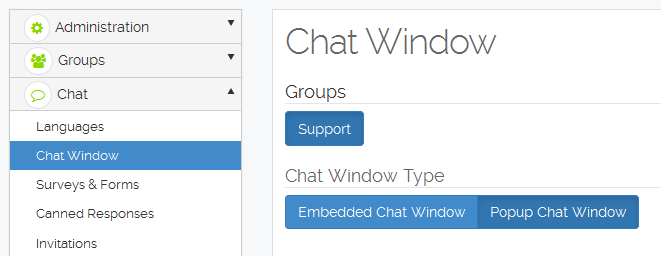 Administration
Groups
Chat
Languages
Chat Window
Surveys & Forms
Canned Responses
Invitations
Chat Window
Groups
Support
Chat Window Type
Embedded Chat Window Popup Chat Window